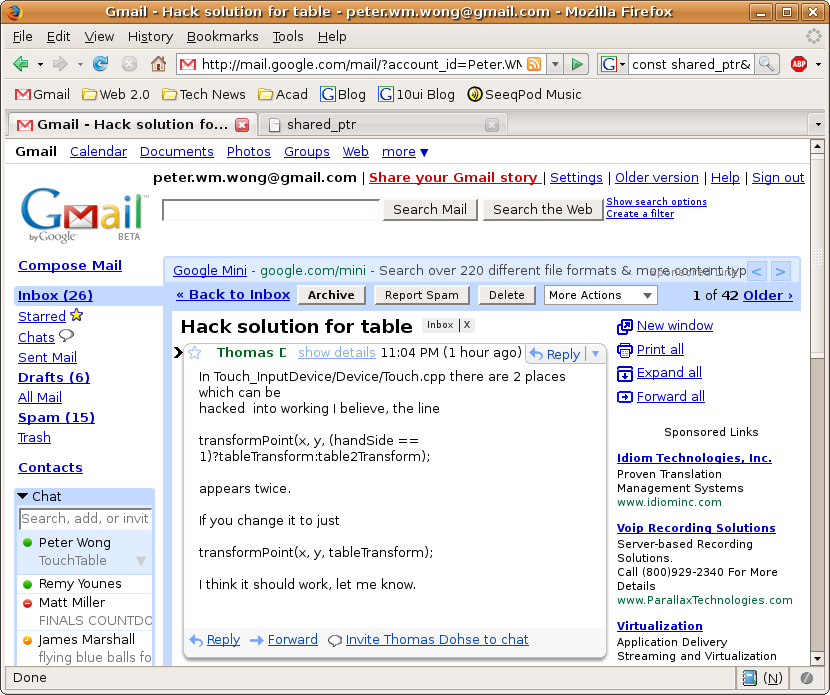 Gmail - Hack solution for table - peter.wm.wong@gmail.com - Mozilla Firefox
File Edit View History Bookmarks Tools Help
http://mail.google.com/mail/?account_id=Peter.WM
const shared_ptr&
ABP
Gmail Web 2.0 Tech News Acad Blog 10ui Blog SeeqPod Music
Gmail - Hack solution fo... shared_ptr
Gmail Calendar Documents Photos Groups Web more ▼
peter.wm.wong@gmail.com | Share your Gmail story | Settings | Older version | Help | Sign out
Gmail
by Google BETA
TM
Search Mail Search the Web
Show search options
Create a filter
Compose Mail
Inbox (26)
Starred
Chats
Sent Mail
Drafts (6)
All Mail
Spam (15)
Trash
Contacts
Chat
Search, add, or invit
Peter Wong
TouchTable
Remy Younes
Matt Miller
FINALS COUNTDO
James Marshall
flying blue balls fo
Google Mini - google.com/mini - Search over 220 different file formats & more. content typ
Sponsored Link
< >
« Back to Inbox Archive Report Spam Delete More Actions 1 of 42 Older ›
Hack solution for table Inbox | X
Thomas D show details 11:04 PM (1 hour ago) Reply
In Touch_InputDevice/Device/Touch.cpp there are 2 places
which can be
hacked into working I believe, the line
transformPoint(x, y, (handSide ==
1)?tableTransform:table2Transform);
appears twice.
If you change it to just
transformPoint(x, y, tableTransform);
I think it should work, let me know.
Reply Forward Invite Thomas Dohse to chat
New window
Print all
Expand all
Forward all
Sponsored Links
Idiom Technologies, Inc.
Proven Translation
Management Systems
www.idiominc.com
Voip Recording Solutions
Server-based Recording
Solutions.
Call (800)929-2340 For More
Details
www.ParallaxTechnologies.com
Virtualization
Application Delivery
Streaming and Virtualization
Done
(N)